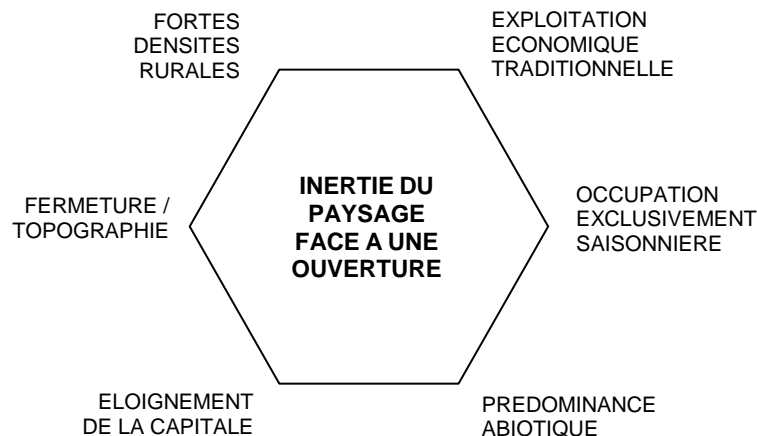 FORTES
DENSITES
RURALES
EXPLOITATION
ECONOMIQUE
TRADITIONNELLE
FERMETURE /
TOPOGRAPHIE
INERTIE DU
PAYSAGE
FACE A UNE
OUVERTURE
OCCUPATION
EXCLUSIVEMENT
SAISONNIERE
ELOIGNEMENT
DE LA CAPITALE
PREDOMINANCE
ABIOTIQUE